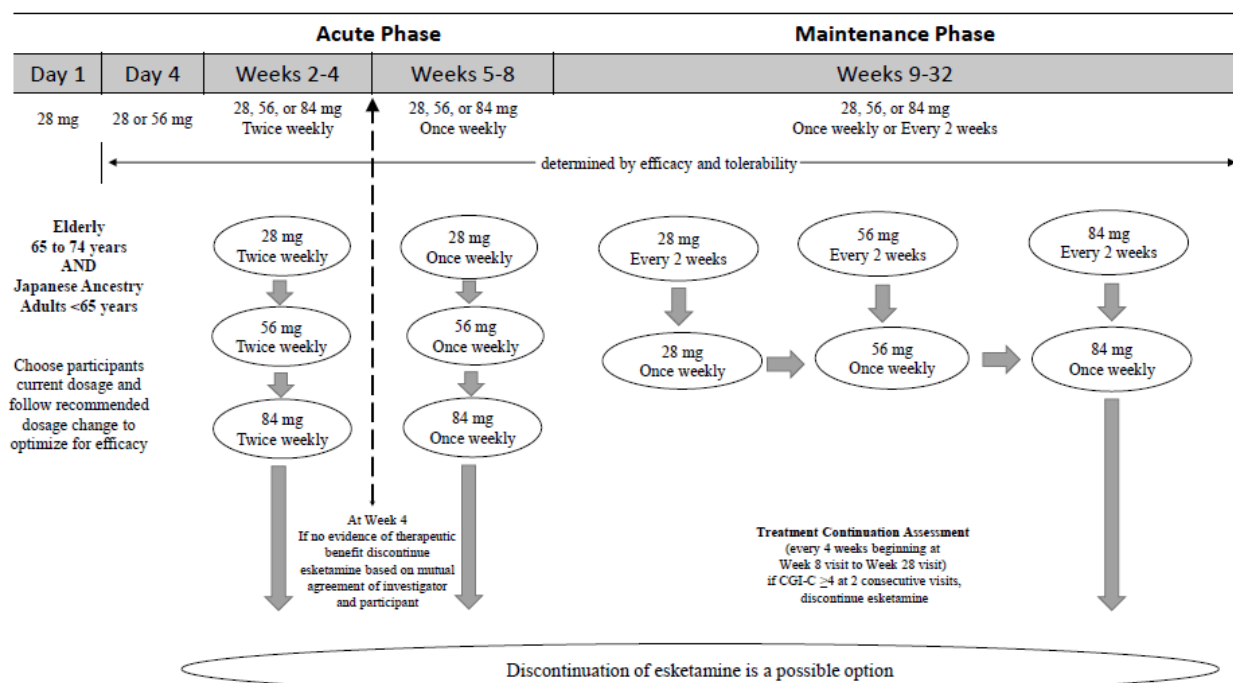 Acute Phase
Maintenance Phase
Day 1
Day 4
Weeks 2-4
Weeks 5-8
Weeks 9-32
28 mg
28 or 56 mg
28, 56, or 84 mg
Twice weekly
28, 56, or 84 mg
Once weekly
28, 56, or 84 mg
Once weekly or Every 2 weeks
determined by efficacy and tolerability
Elderly
65 to 74 years
AND
Japanese Ancestry
Adults <65 years
Choose participants
current dosage and
follow recommended
dosage change to
optimize for efficacy
28 mg
Twice weekly
56 mg
Twice weekly
84 mg
Twice weekly
At Week 4
If no evidence of therapeutic
benefit discontinue
esketamine based on mutual
agreement of investigator
and participant
28 mg
Once weekly
56 mg
Once weekly
84 mg
Once weekly
28 mg
Every 2 weeks
56 mg
Every 2 weeks
84 mg
Every 2 weeks
28 mg
Once weekly
56 mg
Once weekly
84 mg
Once weekly
Treatment Continuation Assessment
(every 4 weeks beginning at
Week 8 visit to Week 28 visit)
if CGI-C ≥4 at 2 consecutive visits,
discontinue esketamine
Discontinuation of esketamine is a possible option